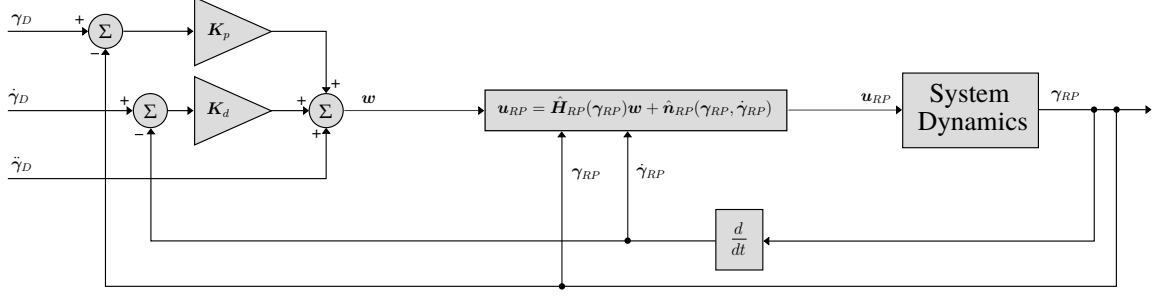 γ_D
+
Σ
−
K_p
γ̇_D
+
Σ
−
K_d
+
+
Σ
+
w
γ̈_D
u_RP = Ĥ_RP(γ_RP)w + n̂_RP(γ_RP, γ̇_RP)
u_RP
System
Dynamics
γ_RP
γ_RP
γ̇_RP
d
dt